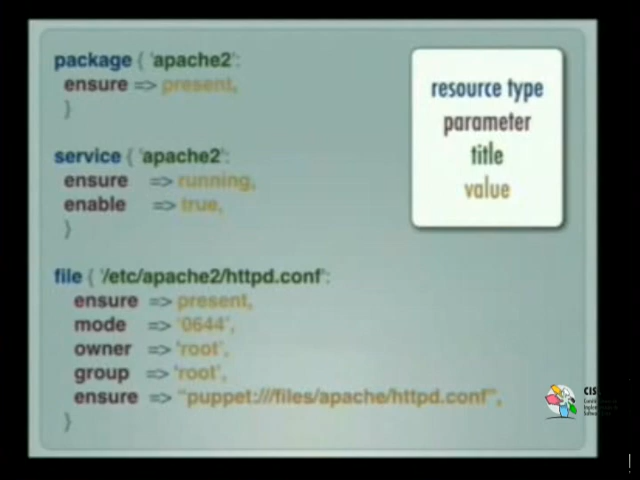 package { 'apache2':
ensure => present,
}
service { 'apache2':
ensure => running,
enable => true,
}
file { '/etc/apache2/httpd.conf':
ensure => present,
mode => '0644',
owner => 'root',
group => 'root',
ensure => "puppet:///files/apache/httpd.conf",
}
resource type
parameter
title
value
CIS